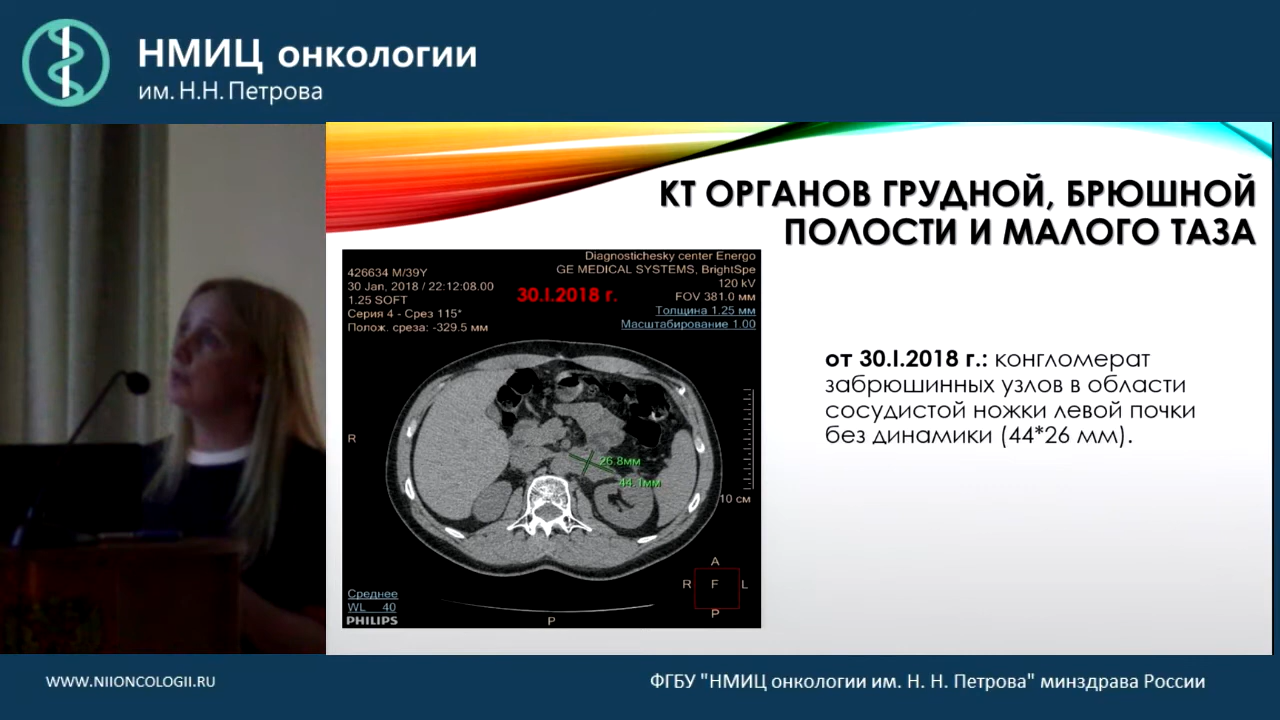 НМИЦ онкологии
им. Н.Н. Петрова
КТ ОРГАНОВ ГРУДНОЙ, БРЮШНОЙ
ПОЛОСТИ И МАЛОГО ТАЗА
Diagnostichesky center Energo
426634 M/39Y
GE MEDICAL SYSTEMS, BrightSpe
30 Jan, 2018 / 22:12:08.00
120 kV
1.25 SOFT
30.I.2018 г.
FOV 381.0 мм
Серия 4 - Срез 115*
Толщина 1.25 мм
Полож. среза: -329.5 мм
Масштабирование 1.00
от 30.I.2018 г.: конгломерат
забрюшинных узлов в области
сосудистой ножки левой почки
без динамики (44*26 мм).
R
26.8мм
44.1мм
10 см
A
R F L
P
Среднее
WL 40
PHILIPS
P
WWW.NIIONCOLOGII.RU
ФГБУ "НМИЦ онкологии им. Н. Н. Петрова" минздрава России